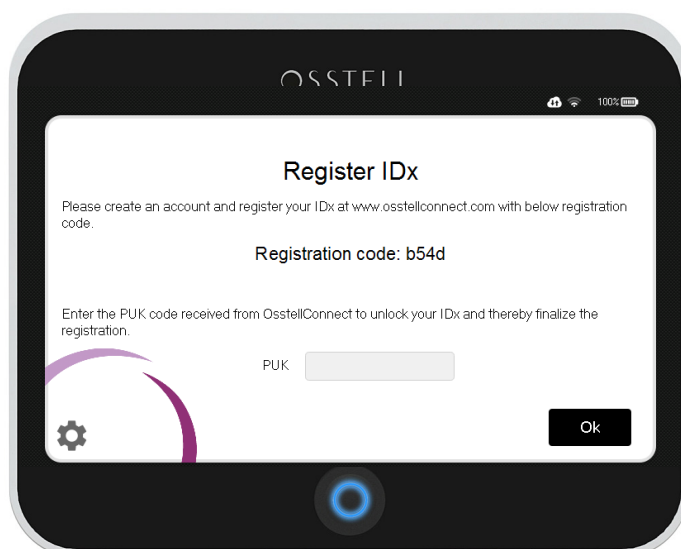 OSSTELL
100%
Register IDx
Please create an account and register your IDx at www.osstellconnect.com with below registration
code.
Registration code: b54d
Enter the PUK code received from OsstellConnect to unlock your IDx and thereby finalize the
registration.
PUK
Ok